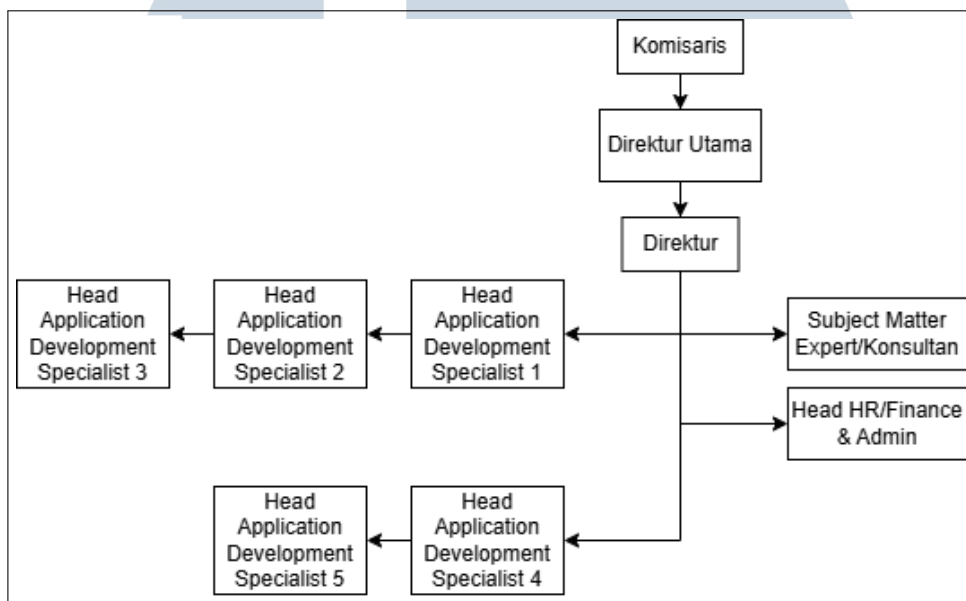 Komisaris
Direktur Utama
Direktur
Head
Application
Development
Specialist 3
Head
Application
Development
Specialist 2
Head
Application
Development
Specialist 1
Subject Matter
Expert/Konsultan
Head HR/Finance
& Admin
Head
Application
Development
Specialist 5
Head
Application
Development
Specialist 4